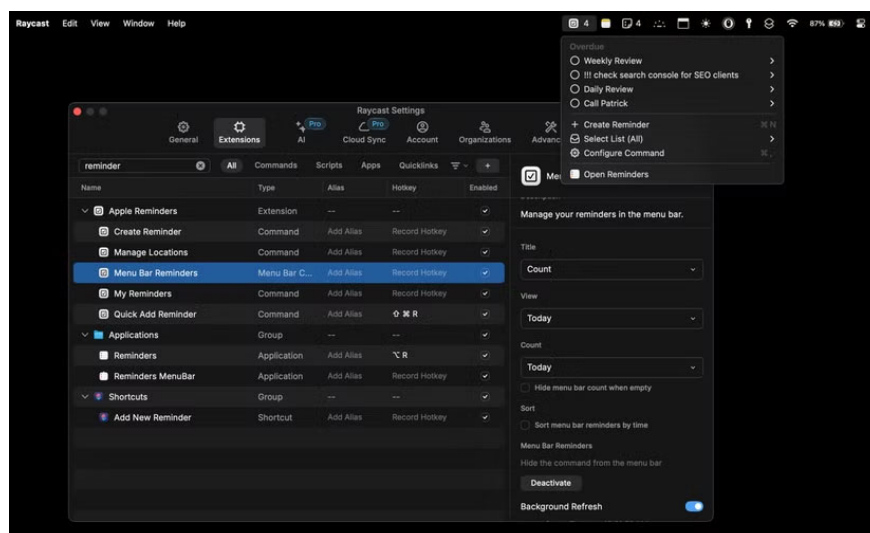 Raycast Edit View Window Help 4 4 87%
Overdue
Weekly Review
!!! check search console for SEO clients
Daily Review
Call Patrick
Create Reminder ⌘ N
Select List (All)
Configure Command ⌘ ,
Open Reminders
Raycast Settings
General Extensions AI Pro Cloud Sync Pro Account Organizations Advanc
reminder All Commands Scripts Apps Quicklinks +
Name Type Alias Hotkey Enabled
Apple Reminders Extension -- --
Create Reminder Command Add Alias Record Hotkey
Manage Locations Command Add Alias Record Hotkey
Menu Bar Reminders Menu Bar C... Add Alias Record Hotkey
My Reminders Command Add Alias Record Hotkey
Quick Add Reminder Command Add Alias ⇧ ⌘ R
Applications Group -- --
Reminders Application Add Alias ⌥ R
Reminders MenuBar Application Add Alias Record Hotkey
Shortcuts Group -- --
Add New Reminder Shortcut Add Alias Record Hotkey
Manage your reminders in the menu bar.
Title
Count
View
Today
Count
Today
Hide menu bar count when empty
Sort
Sort menu bar reminders by time
Menu Bar Reminders
Hide the command from the menu bar
Deactivate
Background Refresh